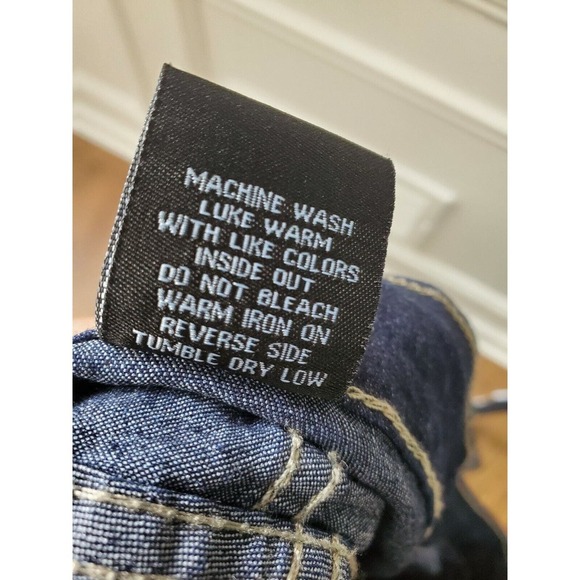 MACHINE WASH
LUKE WARM
WITH LIKE COLORS
INSIDE OUT
DO NOT BLEACH
WARM IRON ON
REVERSE SIDE
TUMBLE DRY LOW